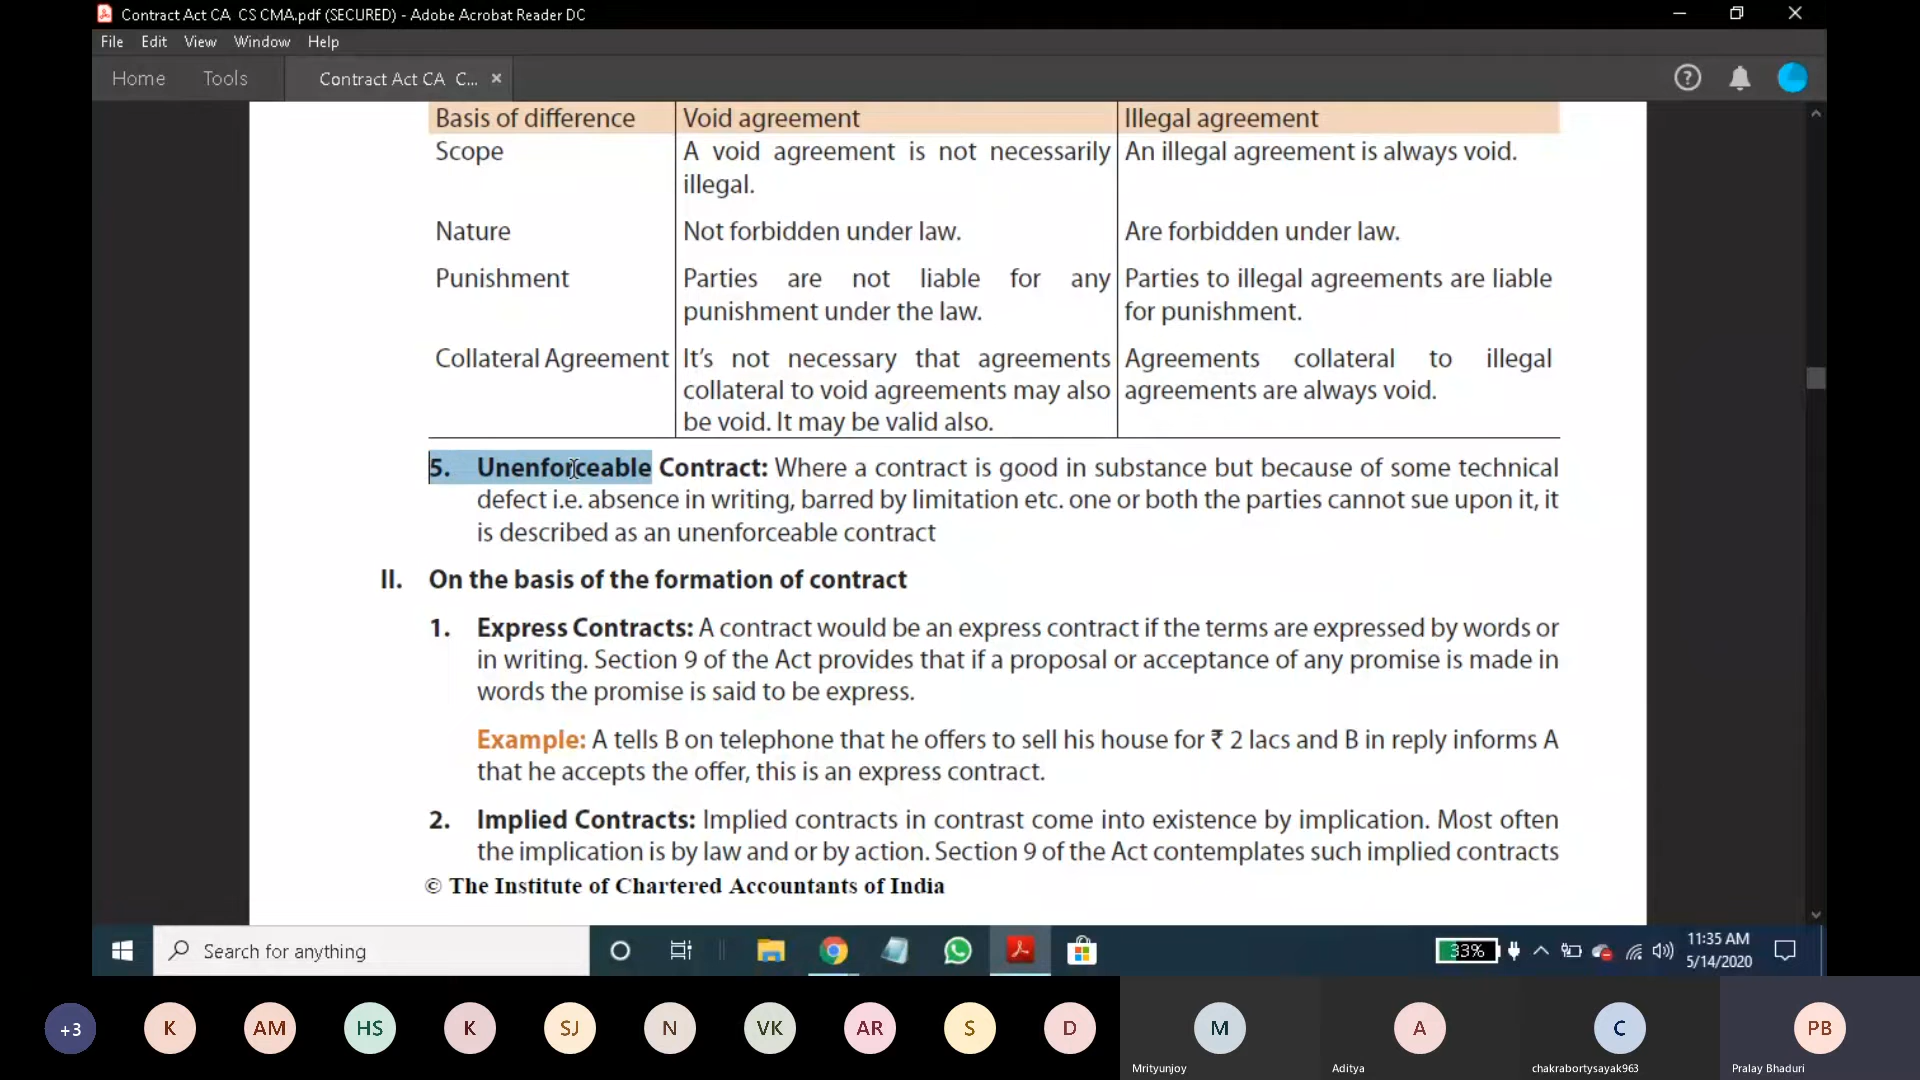 Contract Act CA CS CMA.pdf (SECURED) - Adobe Acrobat Reader DC
File Edit View Window Help
Home Tools Contract Act CA C... ×
Basis of difference Void agreement Illegal agreement
Scope A void agreement is not necessarily An illegal agreement is always void.
illegal.
Nature Not forbidden under law. Are forbidden under law.
Punishment Parties are not liable for any Parties to illegal agreements are liable
punishment under the law. for punishment.
Collateral Agreement It's not necessary that agreements Agreements collateral to illegal
collateral to void agreements may also agreements are always void.
be void. It may be valid also.
5. Unenforceable Contract: Where a contract is good in substance but because of some technical
defect i.e. absence in writing, barred by limitation etc. one or both the parties cannot sue upon it, it
is described as an unenforceable contract
II. On the basis of the formation of contract
1. Express Contracts: A contract would be an express contract if the terms are expressed by words or
in writing. Section 9 of the Act provides that if a proposal or acceptance of any promise is made in
words the promise is said to be express.
Example: A tells B on telephone that he offers to sell his house for ₹ 2 lacs and B in reply informs A
that he accepts the offer, this is an express contract.
2. Implied Contracts: Implied contracts in contrast come into existence by implication. Most often
the implication is by law and or by action. Section 9 of the Act contemplates such implied contracts
© The Institute of Chartered Accountants of India
Search for anything 33% 11:35 AM
5/14/2020
+3 K AM HS K SJ N VK AR S D M A C PB
Mrityunjoy Aditya chakrabortysayak963 Pralay Bhaduri